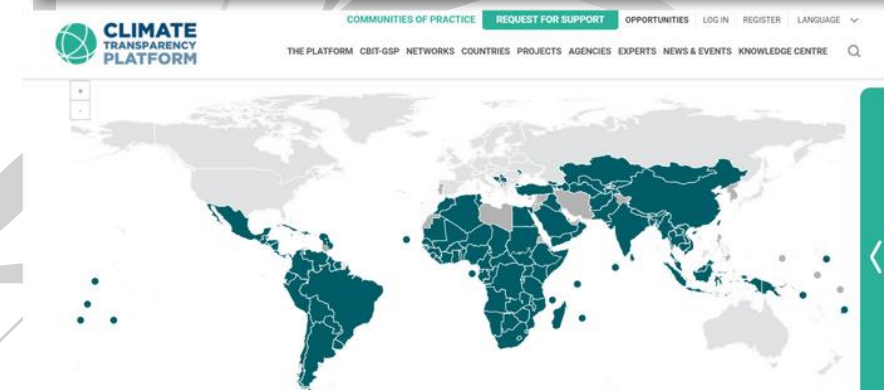 COMMUNITIES OF PRACTICE REQUEST FOR SUPPORT OPPORTUNITIES LOG IN REGISTER LANGUAGE
CLIMATE
TRANSPARENCY
PLATFORM
THE PLATFORM CBIT-GSP NETWORKS COUNTRIES PROJECTS AGENCIES EXPERTS NEWS & EVENTS KNOWLEDGE CENTRE
+
-